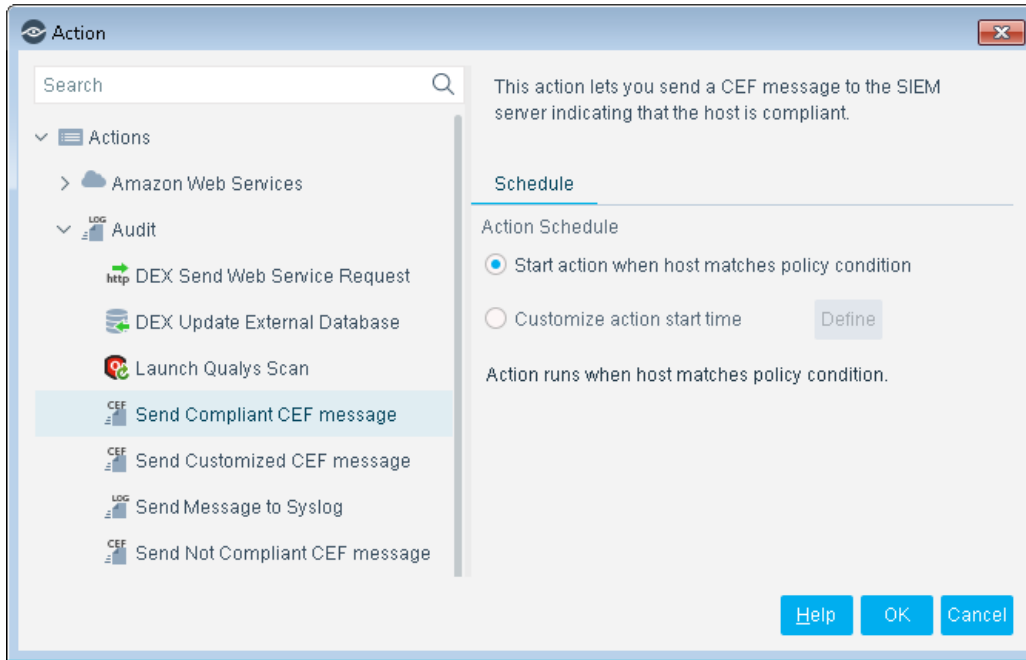 Action
Search
This action lets you send a CEF message to the SIEM
server indicating that the host is compliant.
Actions
Amazon Web Services
LOG
Audit
http DEX Send Web Service Request
DEX Update External Database
Launch Qualys Scan
CEF
Send Compliant CEF message
CEF
Send Customized CEF message
LOG
Send Message to Syslog
CEF
Send Not Compliant CEF message
Schedule
Action Schedule
Start action when host matches policy condition
Customize action start time
Define
Action runs when host matches policy condition.
Help
OK
Cancel